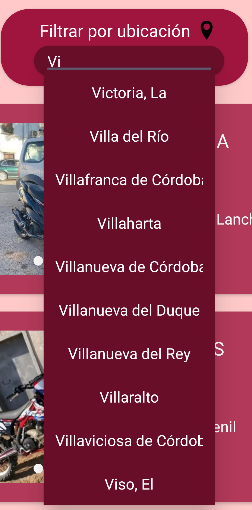 Filtrar por ubicación
Vi
Victoria, La
Villa del Río
A
Villafranca de Córdoba
Villaharta
Lanch
Villanueva de Córdoba
Villanueva del Duque
Villanueva del Rey
S
Villaralto
enil
Villaviciosa de Córdob
Viso, El